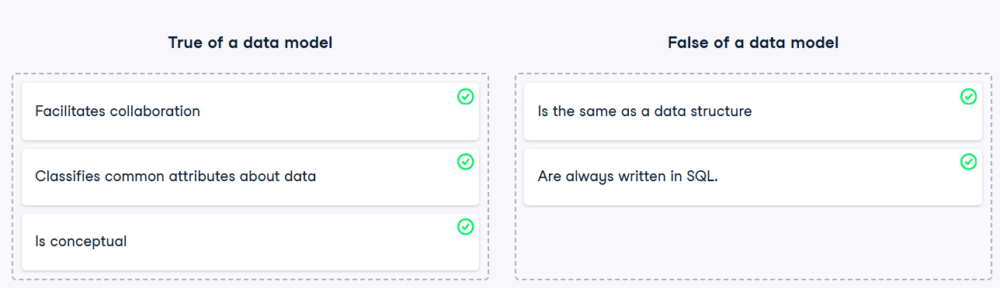 True of a data model
Facilitates collaboration
Classifies common attributes about data
Is conceptual
False of a data model
Is the same as a data structure
Are always written in SQL.